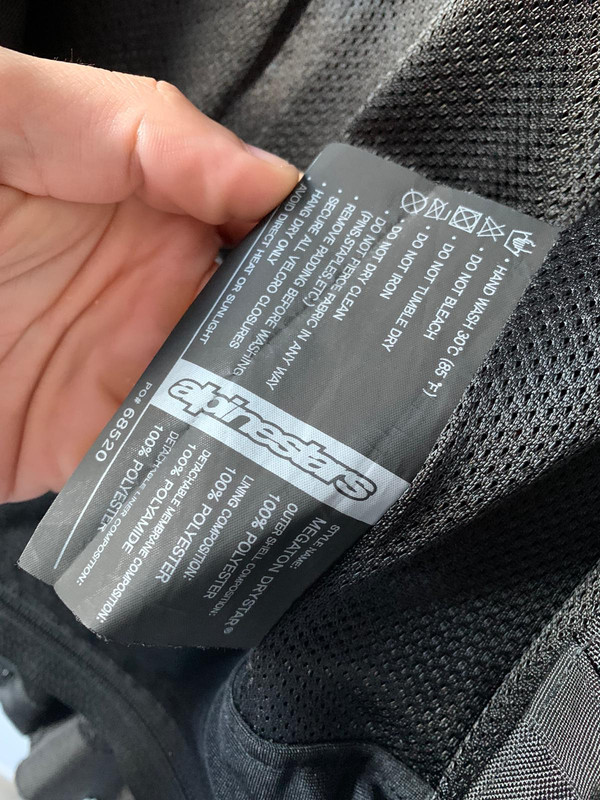 HAND WASH 30°C (85°F)
DO NOT BLEACH
DO NOT TUMBLE DRY
DO NOT IRON
DO NOT DRY CLEAN
DO NOT PIERCE FABRIC IN ANY WAY
(PINS,STAPLES ETC)
REMOVE PADDING BEFORE WASHING
SECURE ALL VELCRO CLOSURES
HANG DRY ONLY
AVOID DIRECT HEAT OR SUNLIGHT
alpinestars
STYLE NAME:
MEGATON DRYSTAR®
OUTER SHELL COMPOSITION:
100% POLYESTER
LINING COMPOSITION:
100% POLYESTER
DETACHABLE MEMBRANE COMPOSITION:
100% POLYAMIDE
DETACHABLE LINER COMPOSITION:
100% POLYESTER
PO# 68520